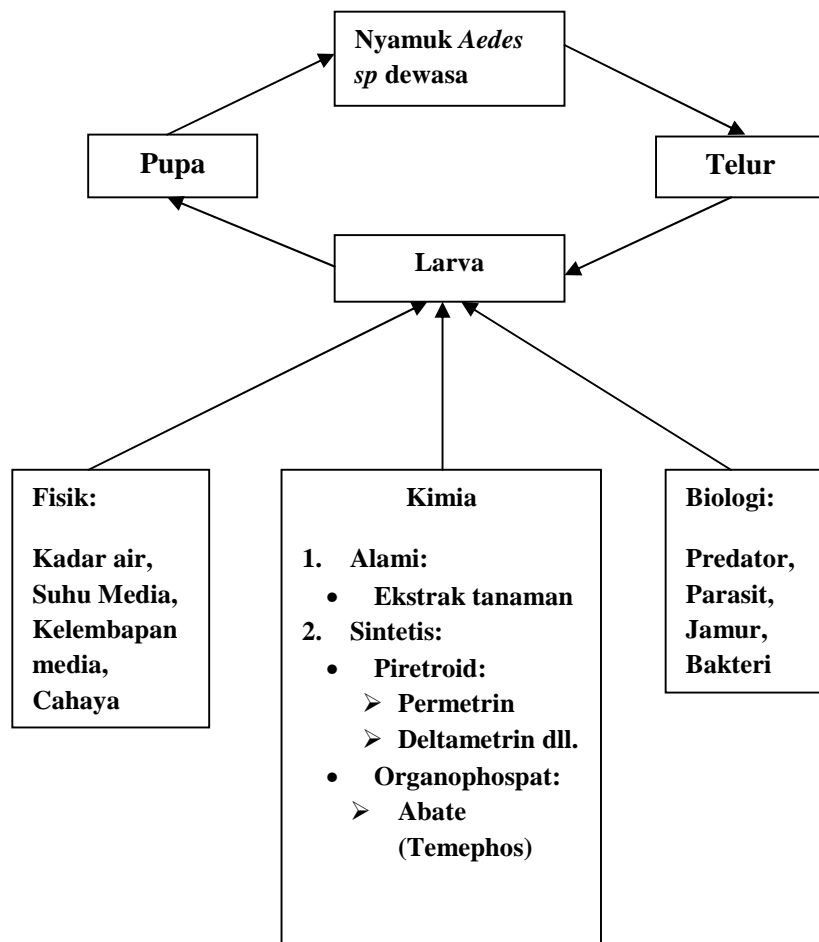 Nyamuk Aedes
sp dewasa
Pupa
Telur
Larva
Fisik:
Kadar air,
Suhu Media,
Kelembapan
media,
Cahaya
Kimia
1. Alami:
• Ekstrak tanaman
2. Sintetis:
• Piretroid:
➢ Permetrin
➢ Deltametrin dll.
• Organophospat:
➢ Abate
(Temephos)
Biologi:
Predator,
Parasit,
Jamur,
Bakteri